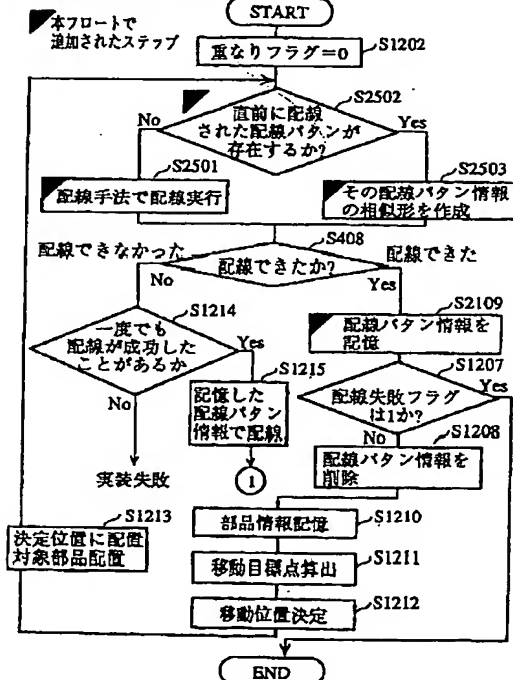 本フロートで
追加されたステップ
START
重なりフラグ=0
S1202
S2502
直前に配線
された配線パタンが
存在するか?
No
Yes
S2501
配線手法で配線実行
S2503
その配線パタン情報
の相似形を作成
S408
配線できなかった
配線できたか?
配線できた
No
Yes
S1214
一度でも
配線が成功した
ことがあるか
Yes
No
S2109
配線パタン情報を
記憶
S1215
記憶した
配線パタン
情報で配線
1
S1207
配線失敗フラグ
は1か?
Yes
No
S1208
配線パタン情報を
削除
実装失敗
S1213
決定位置に配置
対象部品配置
部品情報記憶
S1210
移動目標点算出
S1211
移動位置決定
S1212
END